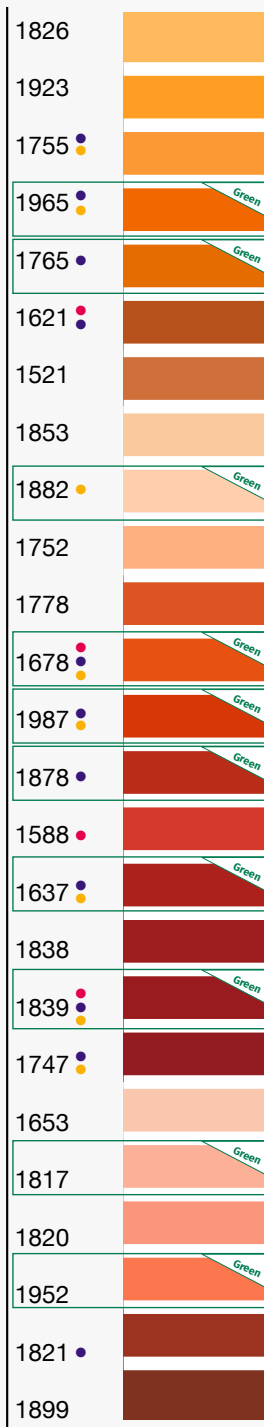 1826
1923
1755
1965 Green
1765 Green
1621
1521
1853
1882 Green
1752
1778
1678 Green
1987 Green
1878 Green
1588
1637 Green
1838
1839 Green
1747
1653
1817 Green
1820
1952 Green
1821
1899